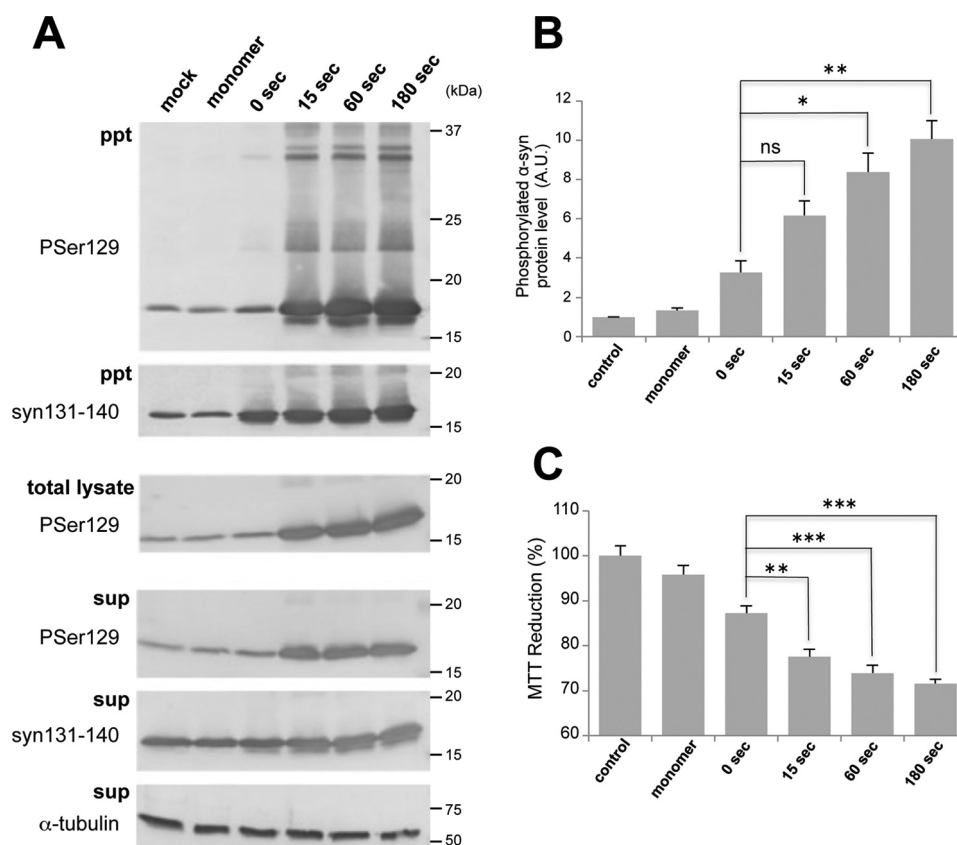 A
mock
monomer
0 sec
15 sec
60 sec
180 sec
(kDa)
ppt
PSer129
37
25
20
15
ppt
syn131-140
20
15
total lysate
PSer129
20
15
sup
PSer129
20
15
sup
syn131-140
20
15
sup
α-tubulin
75
50
B
Phosphorylated α-syn
protein level (A.U.)
12
10
8
6
4
2
0
ns
*
**
control
monomer
0 sec
15 sec
60 sec
180 sec
C
MTT Reduction (%)
110
100
90
80
70
60
**
***
***
control
monomer
0 sec
15 sec
60 sec
180 sec